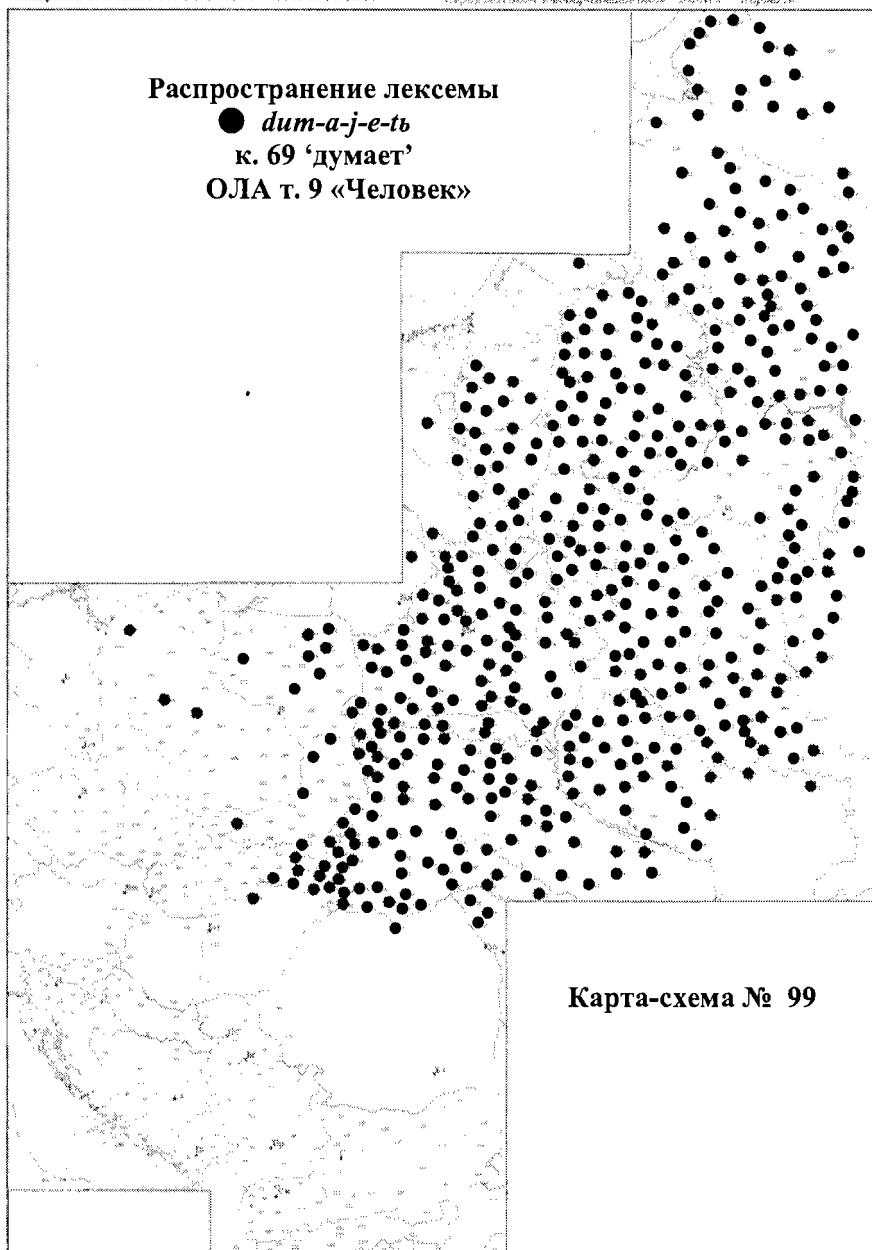 Распространение лексемы
● dum-a-j-e-tь
к. 69 ‘думает’
ОЛА т. 9 «Человек»
Карта-схема № 99